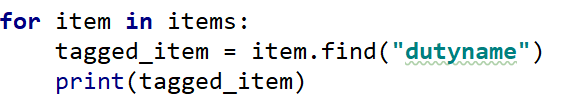 for item in items:
    tagged_item = item.find("dutyname")
    print(tagged_item)